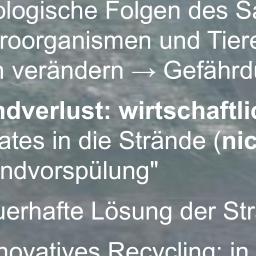 ologische Folgen des Sa
roorganismen und Tiere
n verändern → Gefährdu
ndverlust: wirtschaftlic
ates in die Strände (nic
ndvorspülung"
uerhafte Lösung der Str
novatives Recycling: in